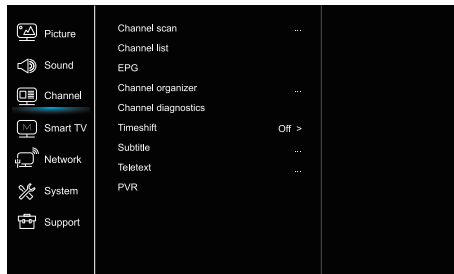 Picture
Sound
Channel
Smart TV
Network
System
Support
Channel scan ...
Channel list
EPG
Channel organizer ...
Channel diagnostics
Timeshift Off >
Subtitle ...
Teletext ...
PVR